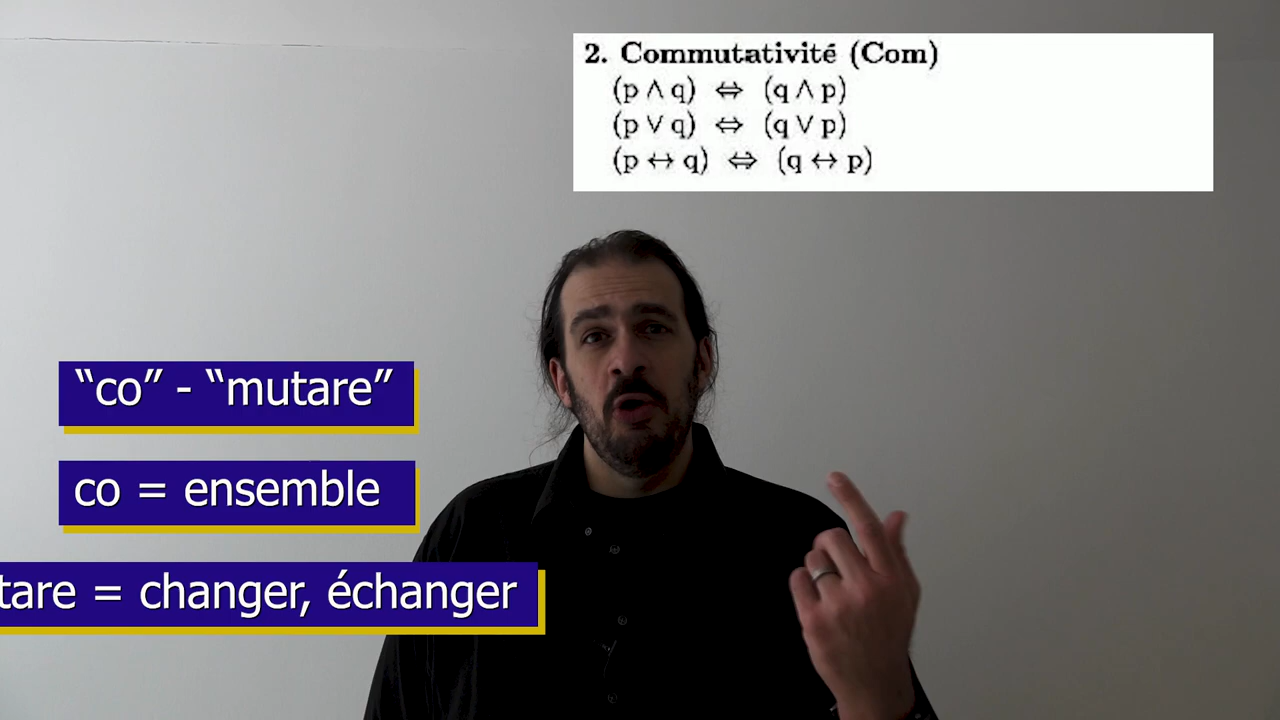 2. Commutativité (Com)
(p ∧ q) ⇔ (q ∧ p)
(p ∨ q) ⇔ (q ∨ p)
(p ↔ q) ⇔ (q ↔ p)
“co” - “mutare”
co = ensemble
tare = changer, échanger